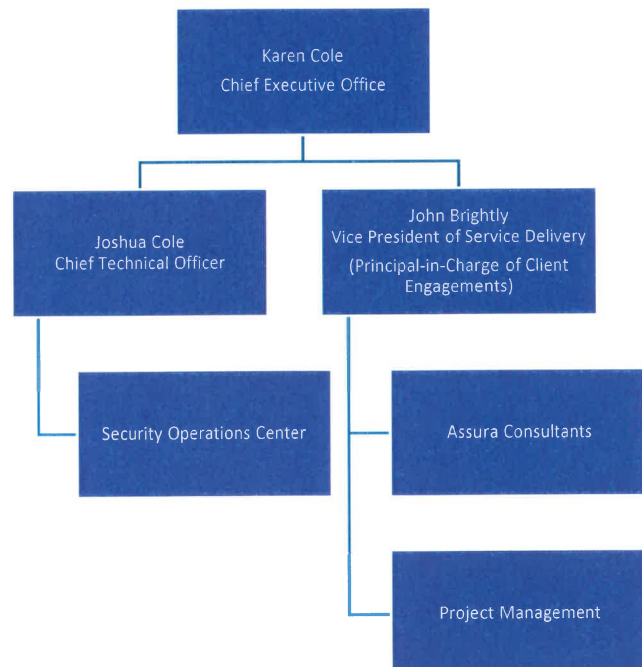 Karen Cole
Chief Executive Office
Joshua Cole
Chief Technical Officer
John Brightly
Vice President of Service Delivery
(Principal-in-Charge of Client
Engagements)
Security Operations Center
Assura Consultants
Project Management